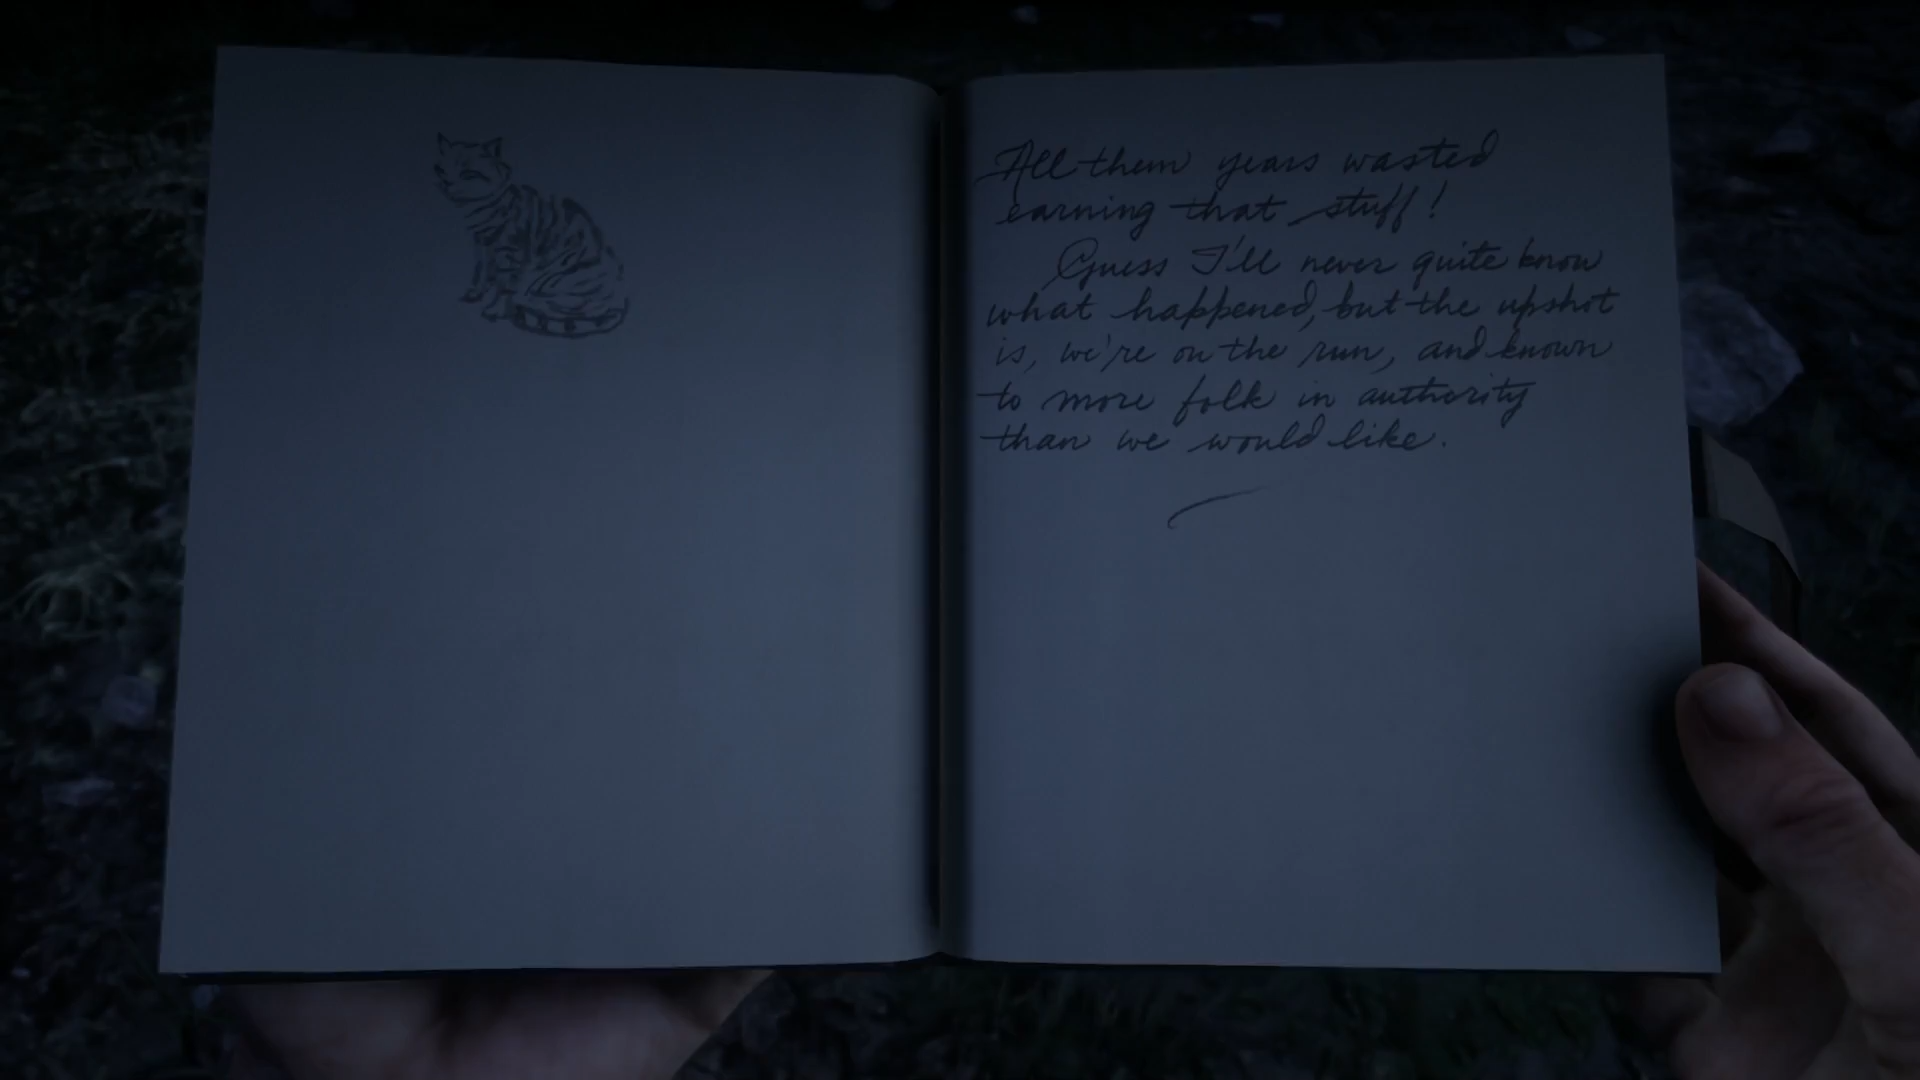 All them years wasted
earning that stuff!
Guess I'll never quite know
what happened, but the upshot
is, we're on the run, and known
to more folk in authority
than we would like.